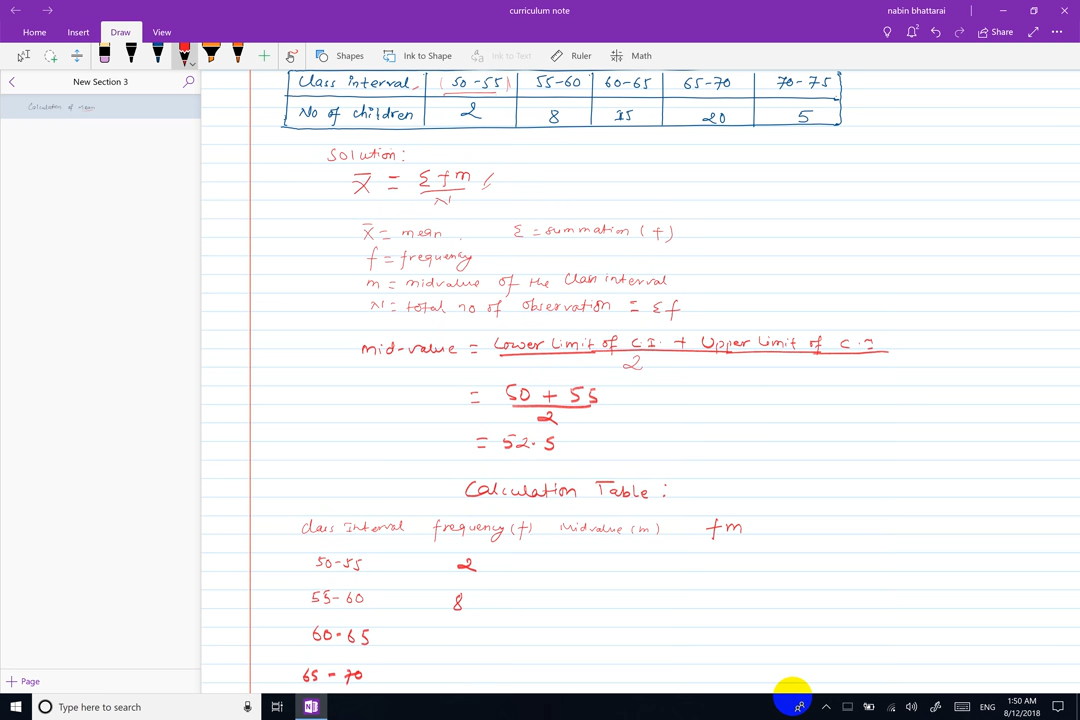 curriculum note
nabin bhattarai
Home Insert Draw View
Share
Shapes Ink to Shape Ink to Text Ruler Math
New Section 3
Calculation of mean
Class interval (50-55) 55-60 60-65 65-70 70-75
No of children 2 8 15 20 5
Solution:
x̄ = Σfm
N
x̄ = mean. Σ = summation (+)
f = frequency
m = midvalue of the Class interval
N = total no of observation = Σf
mid-value = Lower Limit of C.I. + Upper Limit of C.I
2
= 50 + 55
2
= 52.5
Calculation Table:
Class Interval frequency (f) Midvalue (m) fm
50-55 2
55-60 8
60-65
65-70
+ Page
Type here to search
ENG
1:50 AM
8/12/2018